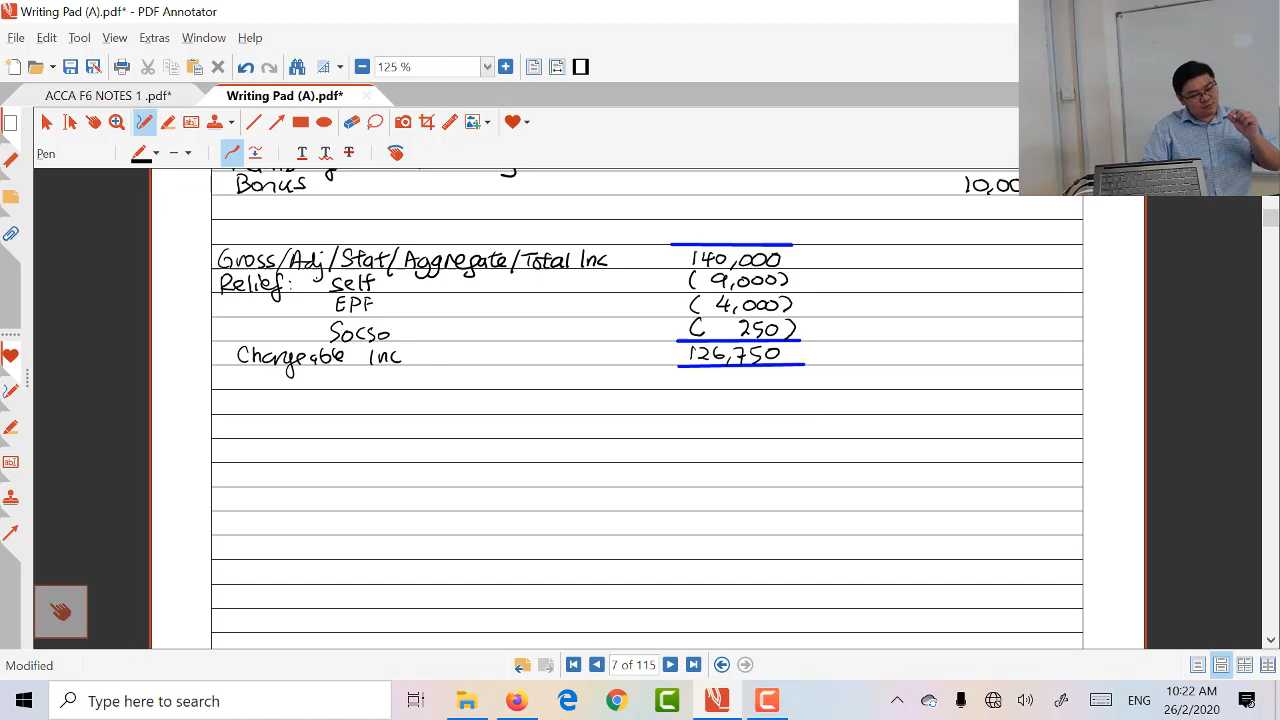 Writing Pad (A).pdf* - PDF Annotator
File Edit Tool View Extras Window Help
125 %
ACCA F6 NOTES 1 .pdf*
Writing Pad (A).pdf*
Pen
Bonus 10,00
Gross/Adj/Stat/Aggregate/Total Inc 140,000
Relief: Self ( 9,000)
EPF ( 4,000)
SOCSO ( 250)
Chargeable Inc 126,750
Modified
7 of 115
Type here to search
ENG
10:22 AM
26/2/2020